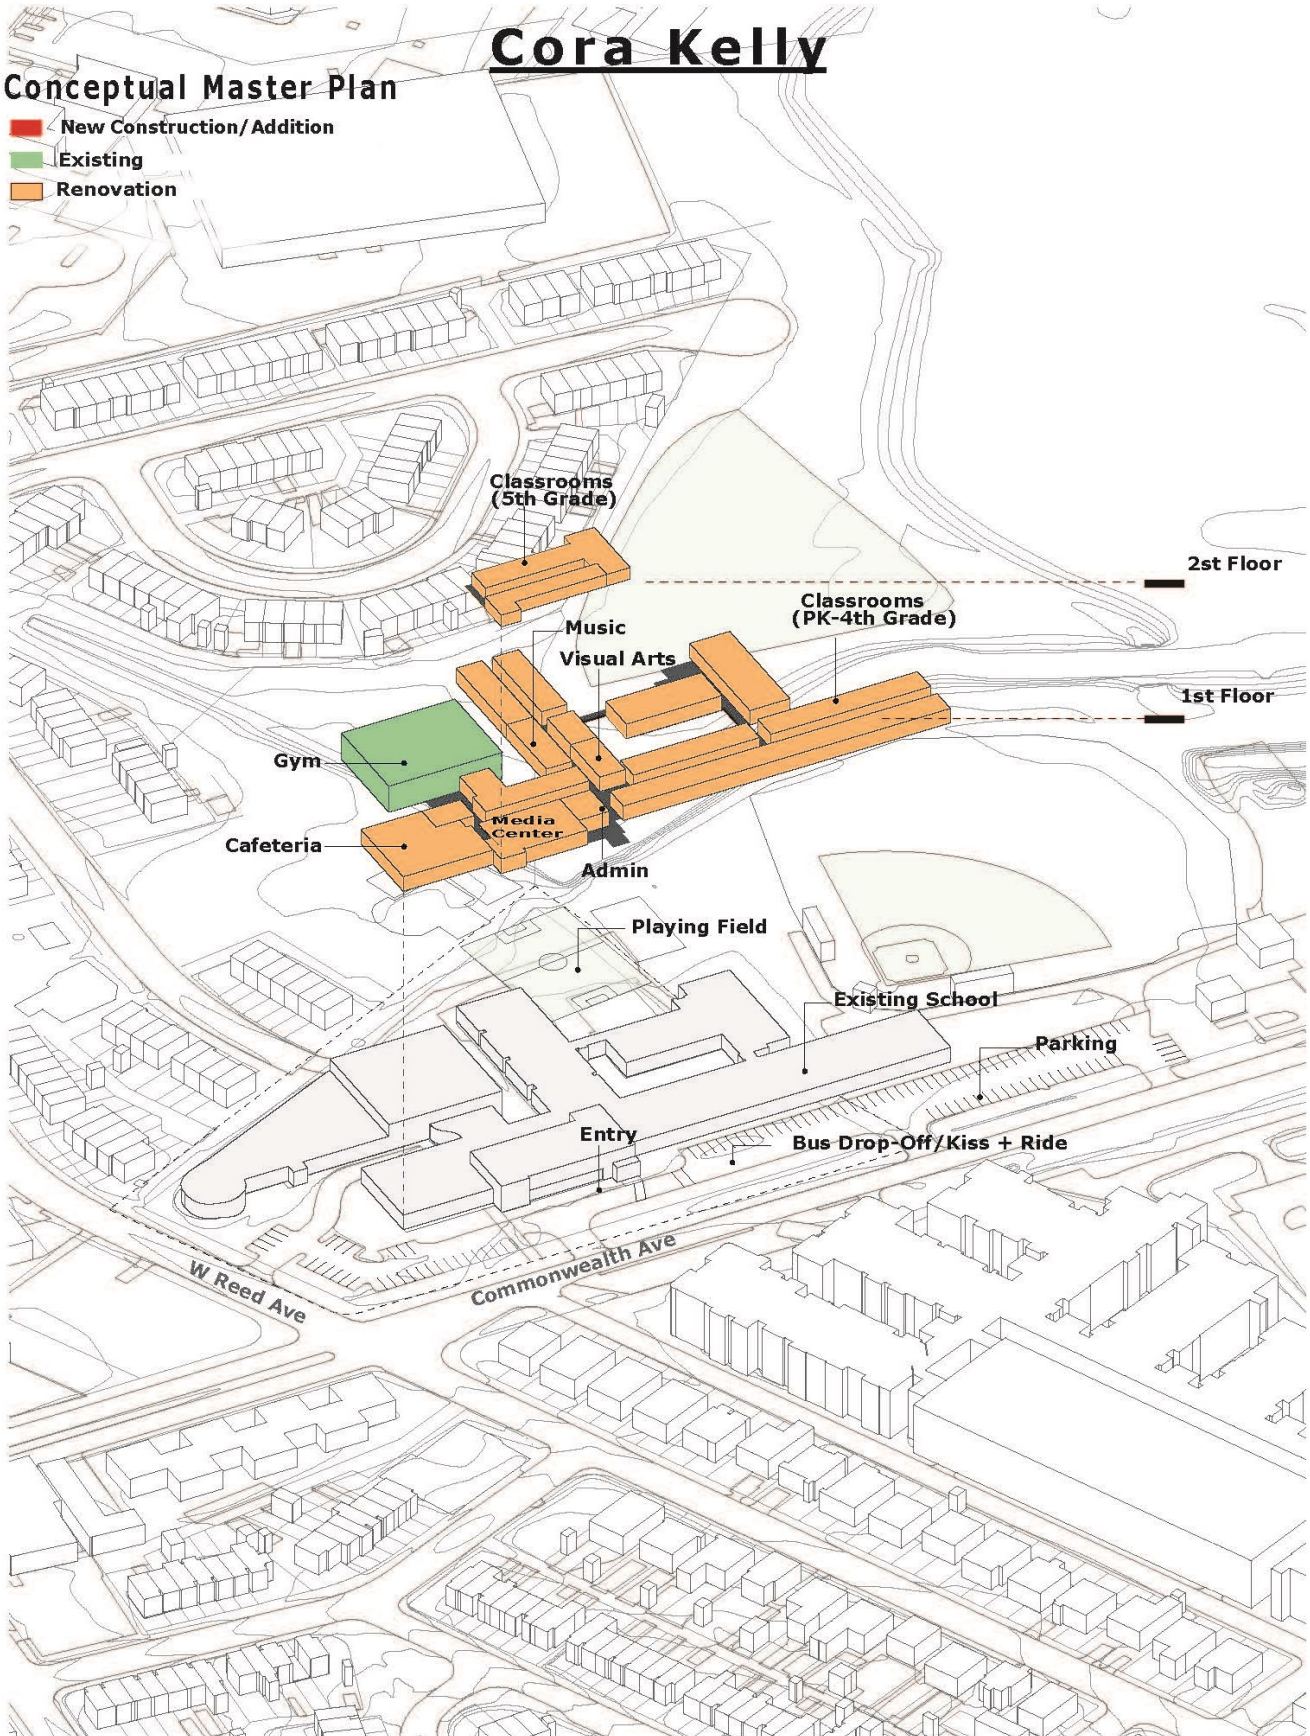 Cora Kelly
Conceptual Master Plan
New Construction/Addition
Existing
Renovation
Classrooms
(5th Grade)
2st Floor
Classrooms
(PK-4th Grade)
Music
Visual Arts
1st Floor
Gym
Media
Center
Cafeteria
Admin
Playing Field
Existing School
Parking
Entry
Bus Drop-Off/Kiss + Ride
W Reed Ave
Commonwealth Ave